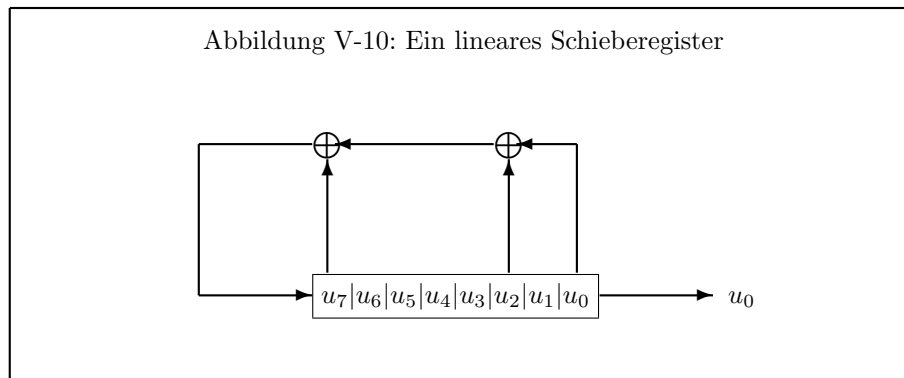 Abbildung V-10: Ein lineares Schieberegister
u₇|u₆|u₅|u₄|u₃|u₂|u₁|u₀ u₀